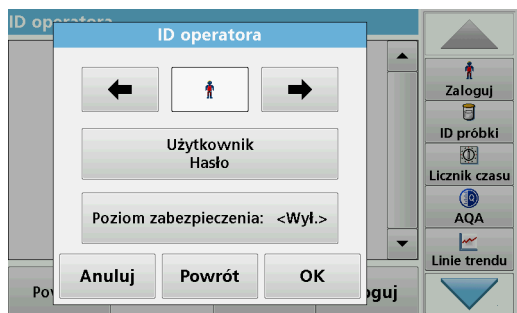 ID operatora
ID operatora
Użytkownik
Hasło
Poziom zabezpieczenia: <Wył.>
Anuluj
Powrót
OK
Zaloguj
ID próbki
Licznik czasu
AQA
Linie trendu